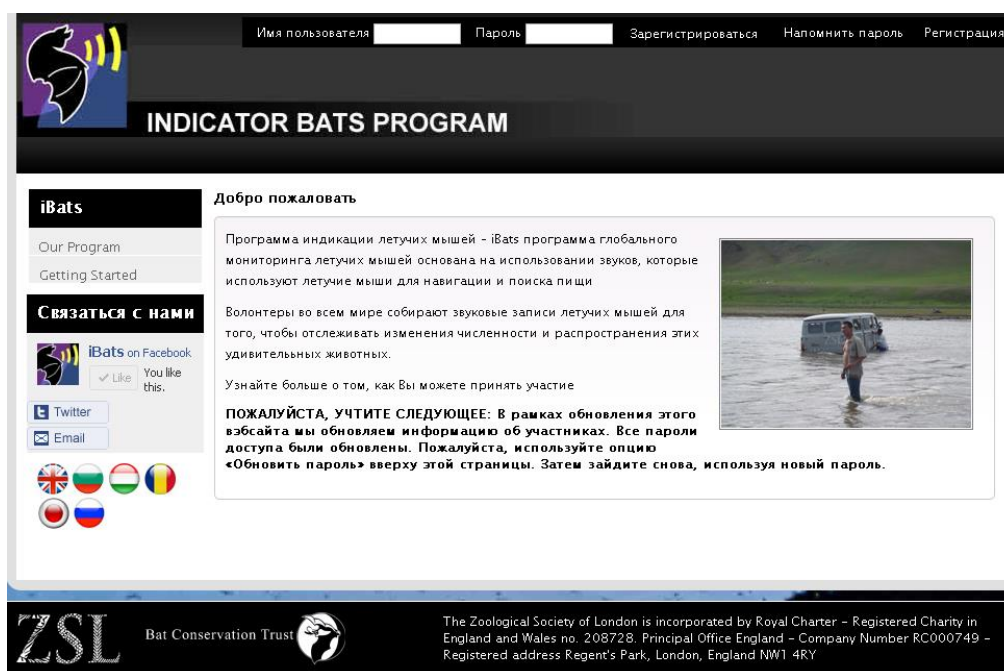 Имя пользователя Пароль Зарегистрироваться Напомнить пароль Регистрация
INDICATOR BATS PROGRAM
iBats
Our Program
Getting Started
Связаться с нами
iBats on Facebook
Like You like
this.
Twitter
Email
Добро пожаловать
Программа индикации летучих мышей – iBats программа глобального
мониторинга летучих мышей основана на использовании звуков, которые
используют летучие мыши для навигации и поиска пищи
Волонтеры во всем мире собирают звуковые записи летучих мышей для
того, чтобы отслеживать изменения численности и распространения этих
удивительных животных.
Узнайте больше о том, как Вы можете принять участие
ПОЖАЛУЙСТА, УЧТИТЕ СЛЕДУЮЩЕЕ: В рамках обновления этого
вэбсайта мы обновляем информацию об участниках. Все пароли
доступа были обновлены. Пожалуйста, используйте опцию
«Обновить пароль» вверху этой страницы. Затем зайдите снова, используя новый пароль.
ZSL
Bat Conservation Trust
The Zoological Society of London is incorporated by Royal Charter – Registered Charity in
England and Wales no. 208728. Principal Office England – Company Number RC000749 –
Registered address Regent's Park, London, England NW1 4RY